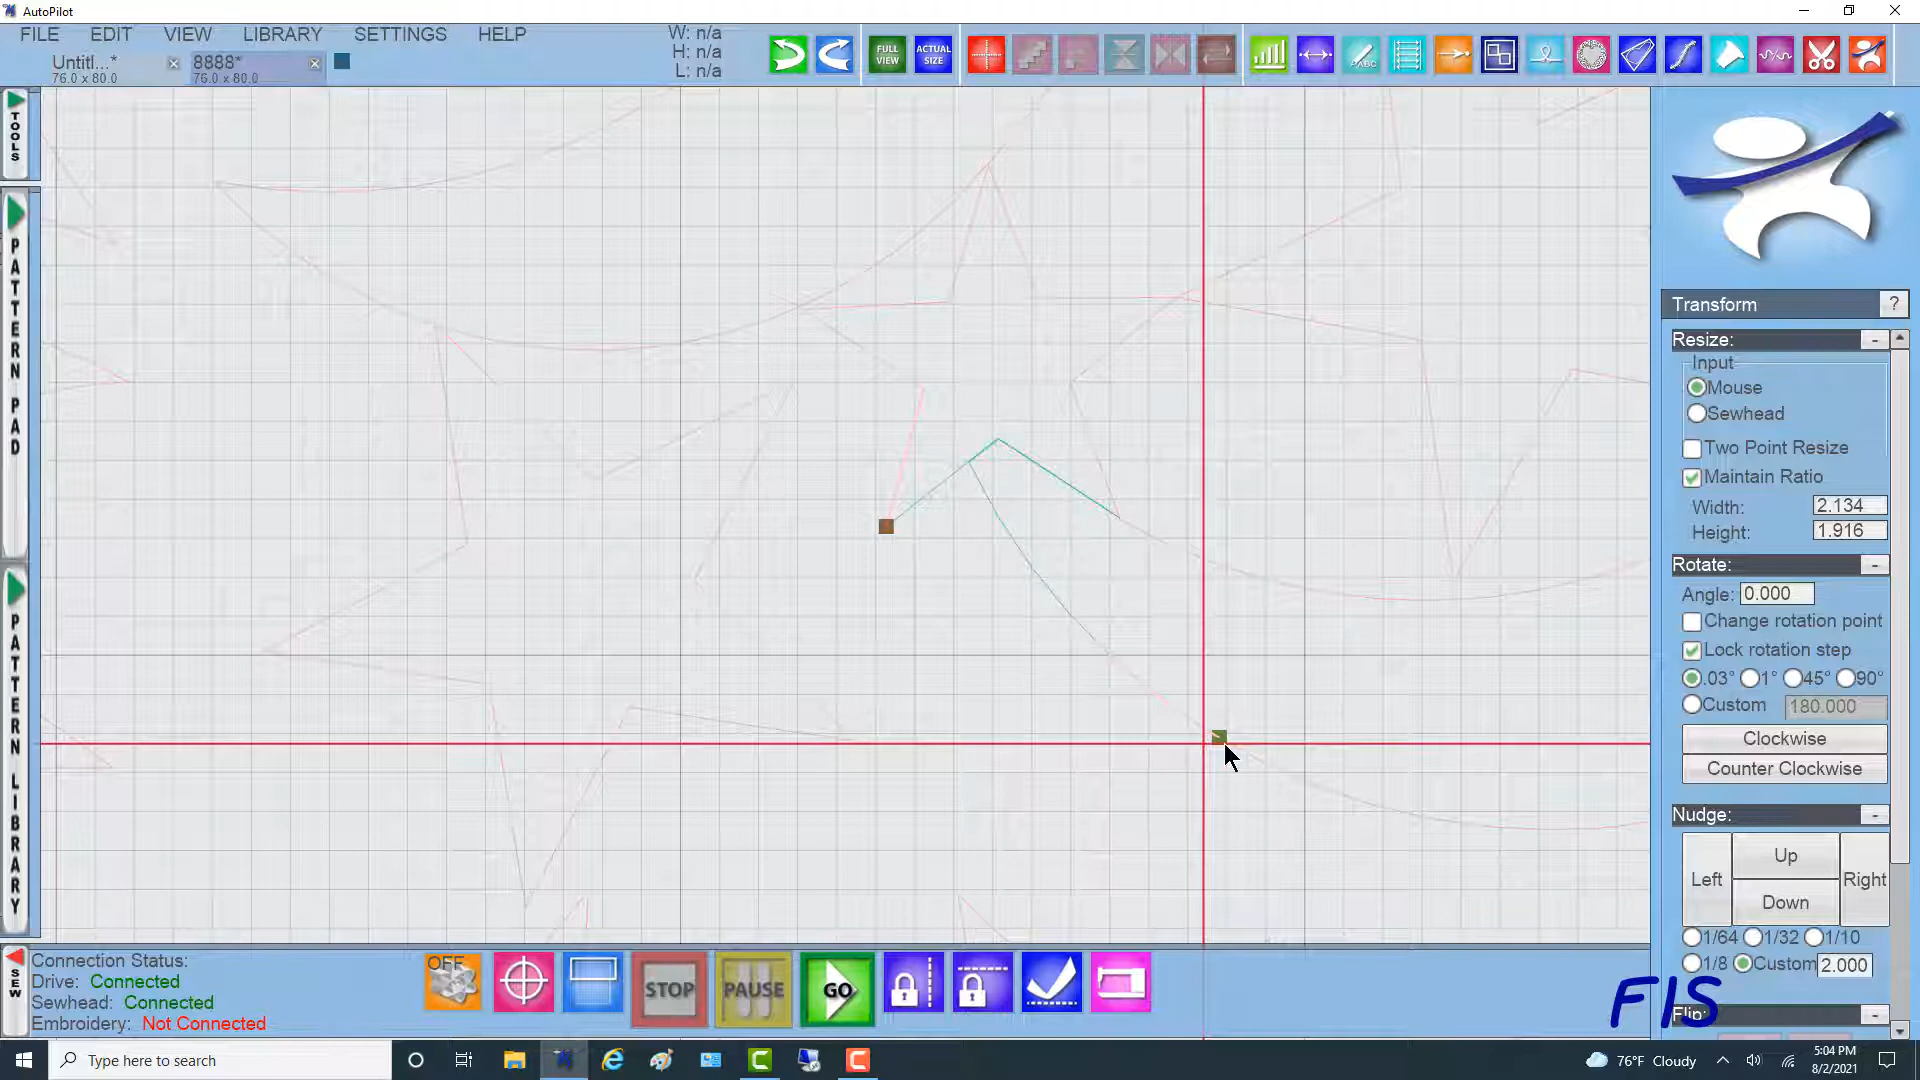 AutoPilot
FILE EDIT VIEW LIBRARY SETTINGS HELP
W: n/a
H: n/a
L: n/a
Untitl...*
76.0 x 80.0
8888*
76.0 x 80.0
FULL VIEW
ACTUAL SIZE
ABC
TOOLS
PATTERN PAD
PATTERN LIBRARY
SEW
Transform ?
Resize: -
Input
Mouse
Sewhead
Two Point Resize
Maintain Ratio
Width: 2.134
Height: 1.916
Rotate: -
Angle: 0.000
Change rotation point
Lock rotation step
.03° 1° 45° 90°
Custom 180.000
Clockwise
Counter Clockwise
Nudge: -
Up
Left Right
Down
1/64 1/32 1/10
1/8 Custom 2.000
FIS
Flip: -
Connection Status:
Drive: Connected
Sewhead: Connected
Embroidery: Not Connected
OFF
STOP
PAUSE
GO
Type here to search
76°F Cloudy
5:04 PM
8/2/2021